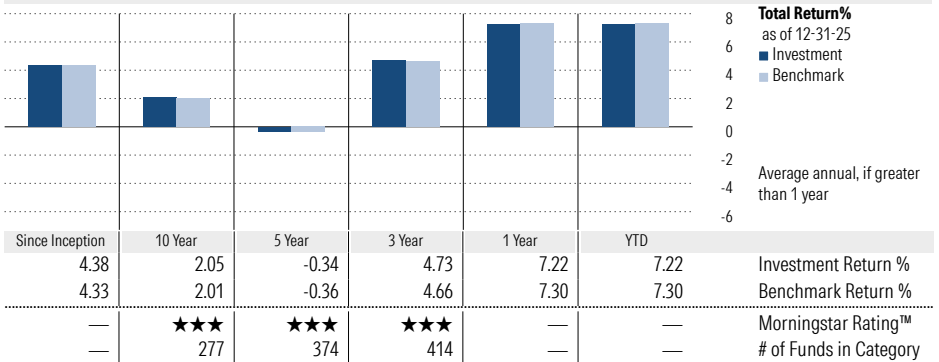 8
6
4
2
0
-2
-4
-6
Total Return%
as of 12-31-25
■ Investment
■ Benchmark
Average annual, if greater
than 1 year
Since Inception 10 Year 5 Year 3 Year 1 Year YTD
4.38 2.05 -0.34 4.73 7.22 7.22 Investment Return %
4.33 2.01 -0.36 4.66 7.30 7.30 Benchmark Return %
— ★★★ ★★★ ★★★ — — Morningstar Rating™
— 277 374 414 — — # of Funds in Category